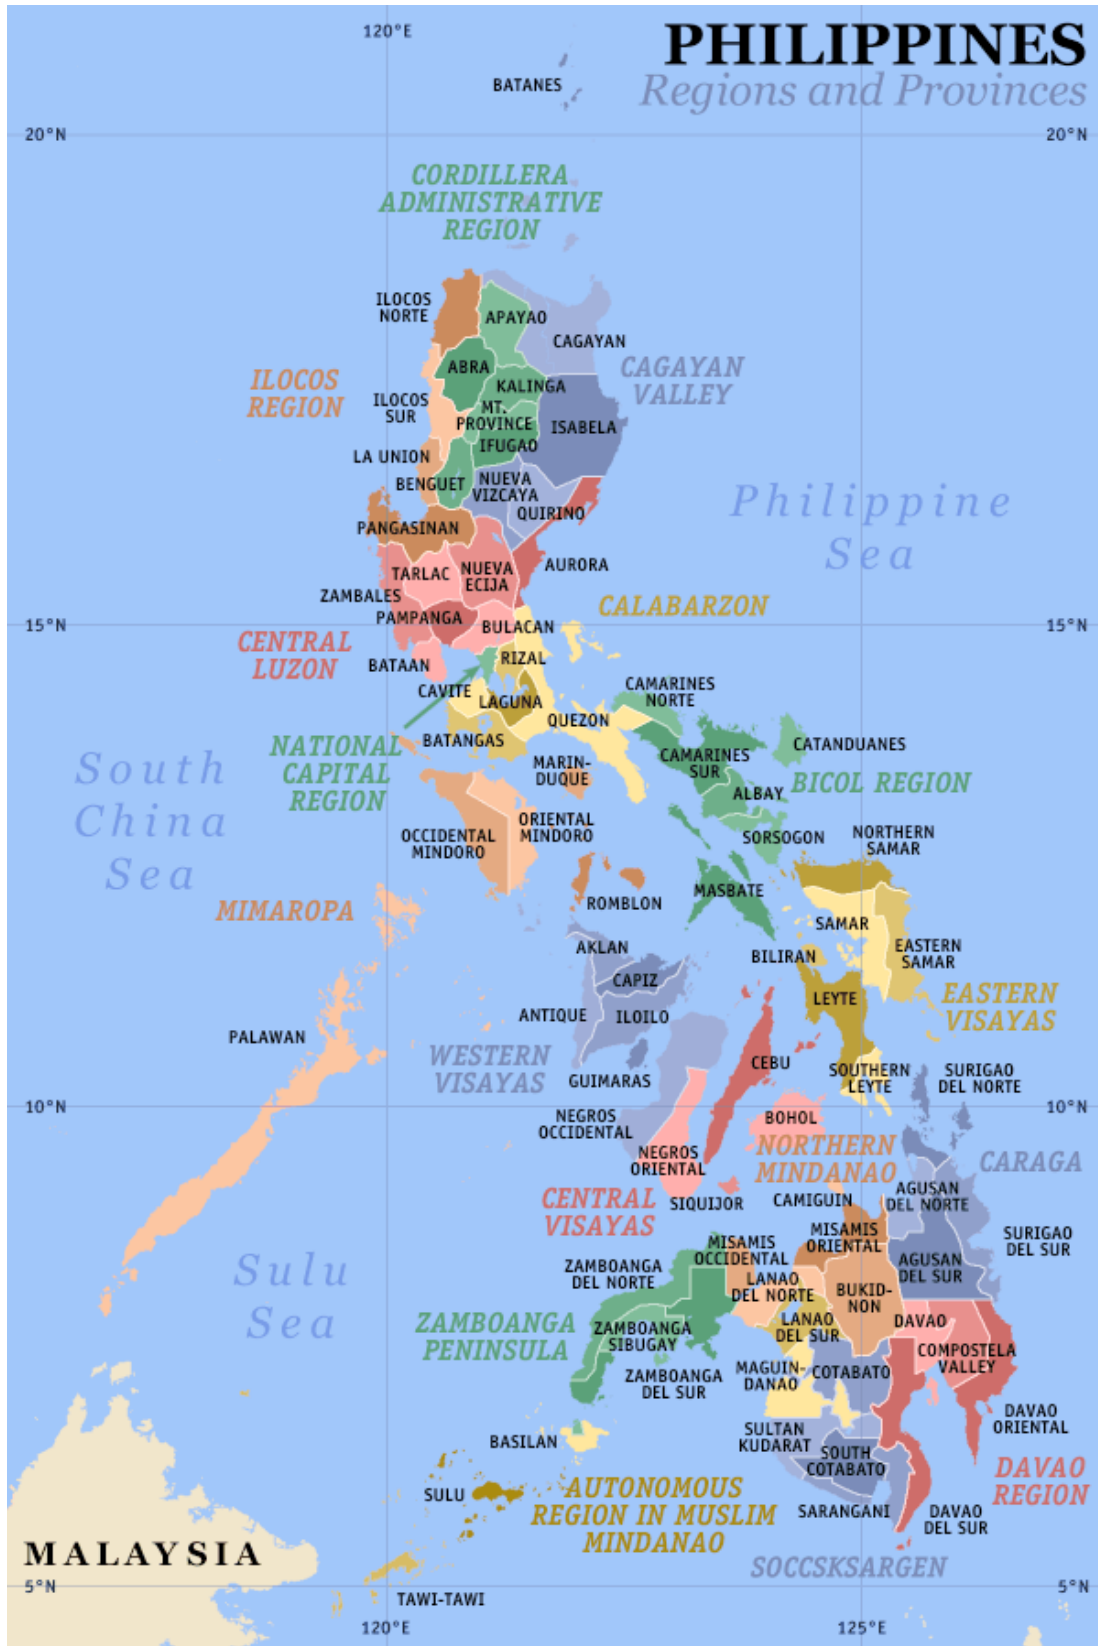 120°E
PHILIPPINES
Regions and Provinces
BATANES
20°N
20°N
CORDILLERA
ADMINISTRATIVE
REGION
ILOCOS
NORTE
APAYAO
CAGAYAN
ABRA
CAGAYAN
VALLEY
ILOCOS
REGION
KALINGA
ILOCOS
SUR
MT.
PROVINCE
ISABELA
IFUGAO
LA UNION
BENGUET
NUEVA
VIZCAYA
QUIRINO
Philippine
Sea
PANGASINAN
AURORA
TARLAC
NUEVA
ECIJA
ZAMBALES
CALABARZON
PAMPANGA
BULACAN
15°N
15°N
CENTRAL
LUZON
BATAAN
RIZAL
CAVITE
LAGUNA
CAMARINES
NORTE
QUEZON
BATANGAS
NATIONAL
CAPITAL
REGION
CATANDUANES
CAMARINES
SUR
MARIN-
DUQUE
BICOL REGION
ALBAY
South
China
Sea
ORIENTAL
MINDORO
OCCIDENTAL
MINDORO
SORSOGON
NORTHERN
SAMAR
MASBATE
ROMBLON
MIMAROPA
SAMAR
AKLAN
BILIRAN
EASTERN
SAMAR
CAPIZ
LEYTE
EASTERN
VISAYAS
ANTIQUE
ILOILO
PALAWAN
WESTERN
VISAYAS
CEBU
GUIMARAS
SOUTHERN
LEYTE
SURIGAO
DEL NORTE
10°N
10°N
NEGROS
OCCIDENTAL
BOHOL
NEGROS
ORIENTAL
NORTHERN
MINDANAO
CARAGA
CENTRAL
VISAYAS
SIQUIJOR
CAMIGUIN
AGUSAN
DEL NORTE
MISAMIS
ORIENTAL
SURIGAO
DEL SUR
MISAMIS
OCCIDENTAL
ZAMBOANGA
DEL NORTE
LANAO
DEL NORTE
AGUSAN
DEL SUR
BUKID-
NON
Sulu
Sea
ZAMBOANGA
PENINSULA
ZAMBOANGA
SIBUGAY
LANAO
DEL SUR
DAVAO
COMPOSTELA
VALLEY
ZAMBOANGA
DEL SUR
MAGUIN-
DANAO
COTABATO
DAVAO
ORIENTAL
BASILAN
SULTAN
KUDARAT
SOUTH
COTABATO
DAVAO
REGION
SULU
AUTONOMOUS
REGION IN MUSLIM
MINDANAO
SARANGANI
DAVAO
DEL SUR
MALAYSIA
SOCCSKSARGEN
5°N
5°N
TAWI-TAWI
120°E
125°E